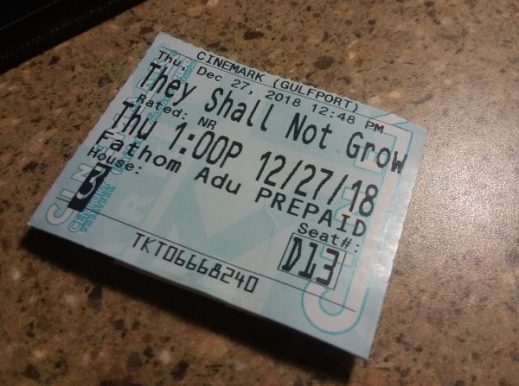 CINEMARK (GULFPORT)
Thu. Dec 27, 2018 12:48 PM
They Shall Not Grow
Rated: NR
Thu 1:00P 12/27/18
Fathom Adu PREPAID
House: Seat#:
3 D13
TKT06668240